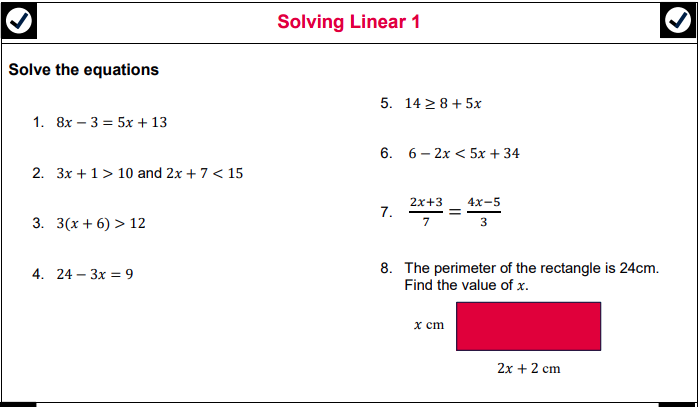 Solving Linear 1
Solve the equations
1. 8x − 3 = 5x + 13
2. 3x + 1 > 10 and 2x + 7 < 15
3. 3(x + 6) > 12
4. 24 − 3x = 9
5. 14 ≥ 8 + 5x
6. 6 − 2x < 5x + 34
7. (2x+3)/7 = (4x−5)/3
8. The perimeter of the rectangle is 24cm.
Find the value of x.
x cm
2x + 2 cm